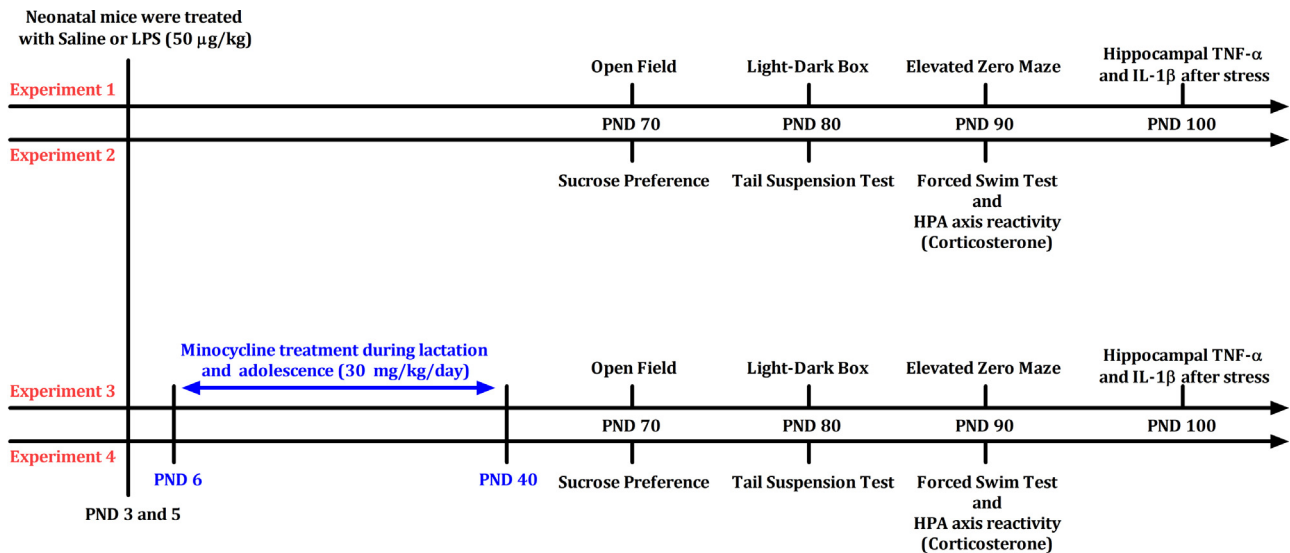 Neonatal mice were treated
with Saline or LPS (50 μg/kg)
Open Field
Light-Dark Box
Elevated Zero Maze
Hippocampal TNF-α
and IL-1β after stress
Experiment 1
PND 70
PND 80
PND 90
PND 100
Experiment 2
Sucrose Preference
Tail Suspension Test
Forced Swim Test
and
HPA axis reactivity
(Corticosterone)
Minocycline treatment during lactation
and adolescence (30 mg/kg/day)
Open Field
Light-Dark Box
Elevated Zero Maze
Hippocampal TNF-α
and IL-1β after stress
Experiment 3
PND 70
PND 80
PND 90
PND 100
Experiment 4
PND 6
PND 40
Sucrose Preference
Tail Suspension Test
Forced Swim Test
and
HPA axis reactivity
(Corticosterone)
PND 3 and 5